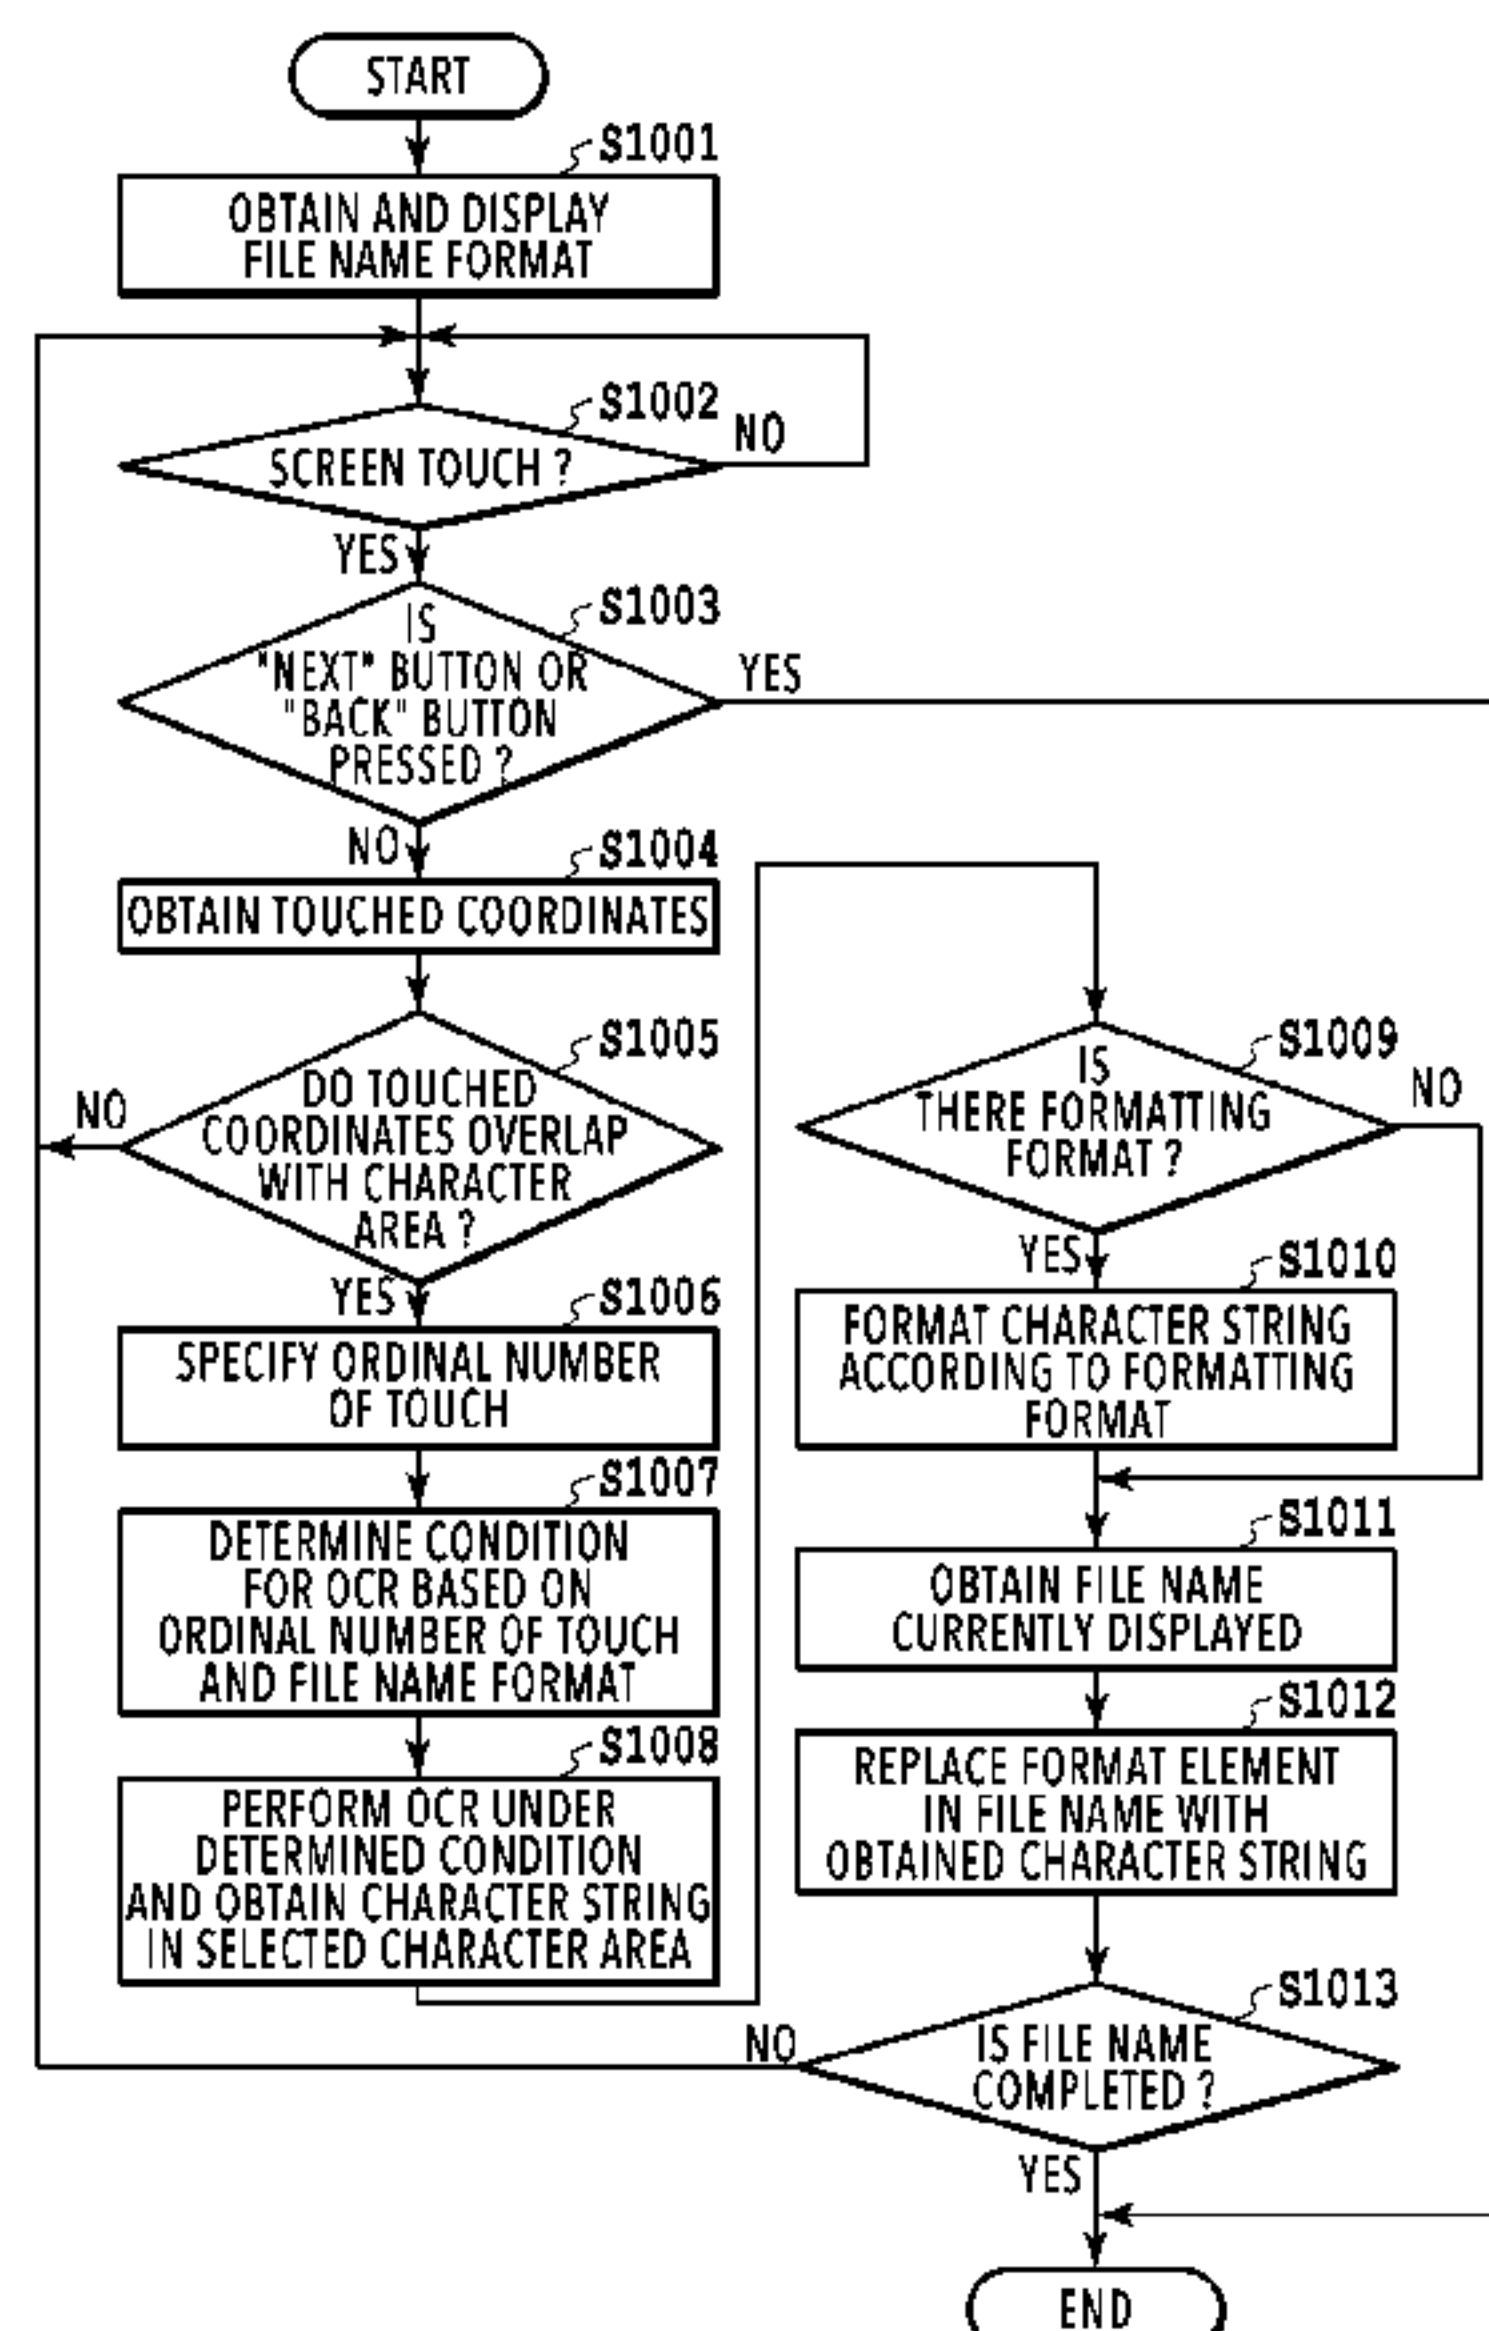 START
S1001
OBTAIN AND DISPLAY
FILE NAME FORMAT
S1002
SCREEN TOUCH ?
NO
YES
S1003
IS
"NEXT" BUTTON OR
"BACK" BUTTON
PRESSED ?
YES
NO
S1004
OBTAIN TOUCHED COORDINATES
S1005
DO TOUCHED
COORDINATES OVERLAP
WITH CHARACTER
AREA ?
NO
YES
S1006
SPECIFY ORDINAL NUMBER
OF TOUCH
S1007
DETERMINE CONDITION
FOR OCR BASED ON
ORDINAL NUMBER OF TOUCH
AND FILE NAME FORMAT
S1008
PERFORM OCR UNDER
DETERMINED CONDITION
AND OBTAIN CHARACTER STRING
IN SELECTED CHARACTER AREA
S1009
IS
THERE FORMATTING
FORMAT ?
NO
YES
S1010
FORMAT CHARACTER STRING
ACCORDING TO FORMATTING
FORMAT
S1011
OBTAIN FILE NAME
CURRENTLY DISPLAYED
S1012
REPLACE FORMAT ELEMENT
IN FILE NAME WITH
OBTAINED CHARACTER STRING
S1013
IS FILE NAME
COMPLETED ?
NO
YES
END